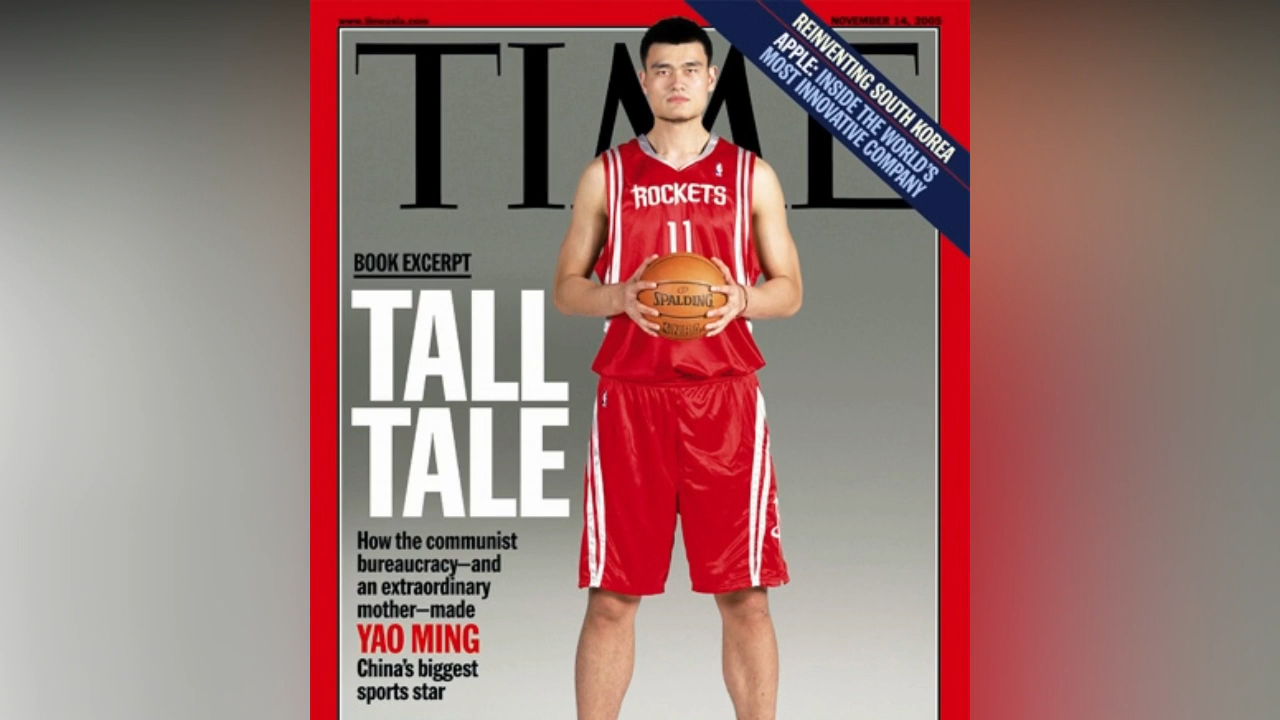 www.timeasia.com
NOVEMBER 14, 2005
TIME
REINVENTING SOUTH KOREA
APPLE: INSIDE THE WORLD'S
MOST INNOVATIVE COMPANY
ROCKETS
11
SPALDING
NBA
BOOK EXCERPT
TALL
TALE
How the communist
bureaucracy—and
an extraordinary
mother—made
YAO MING
China's biggest
sports star